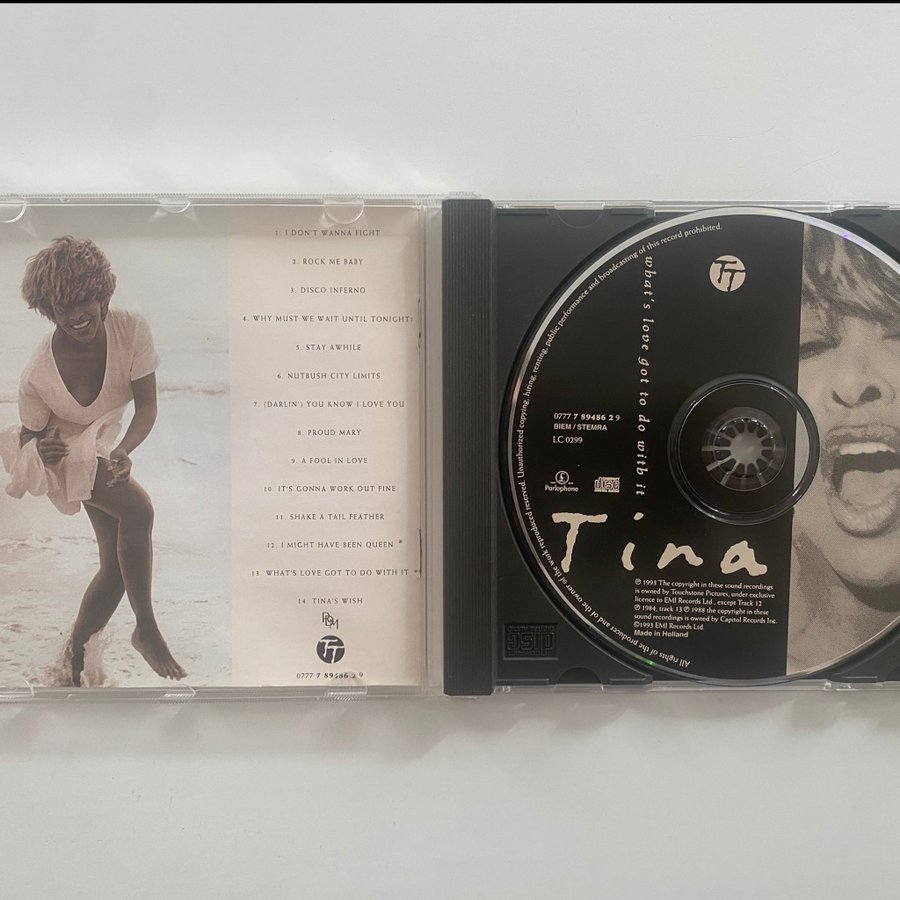 1. I DON'T WANNA FIGHT
2. ROCK ME BABY
3. DISCO INFERNO
4. WHY MUST WE WAIT UNTIL TONIGHT?
5. STAY AWHILE
6. NUTBUSH CITY LIMITS
7. (DARLIN') YOU KNOW I LOVE YOU
8. PROUD MARY
9. A FOOL IN LOVE
10. IT'S GONNA WORK OUT FINE
11. SHAKE A TAIL FEATHER
12. I MIGHT HAVE BEEN QUEEN *
13. WHAT'S LOVE GOT TO DO WITH IT
14. TINA'S WISH
PDM
TT
0777 7 89486 2 9
All rights of the producer and of the owner of the work reproduced reserved. Unauthorized copying, hiring, renting, public performance and broadcasting of this record prohibited.
what's love got to do with it
TT
0777 7 89486 2 9
BIEM / STEMRA
LC 0299
Parlophone
disc
Tina
℗ 1993 The copyright in these sound recordings
is owned by Touchstone Pictures, under exclusive
licence to EMI Records Ltd., except Track 12
℗ 1984, track 13 ℗ 1988 the copyright in these
sound recordings is owned by Capitol Records Inc.
©1993 EMI Records Ltd.
Made in Holland
disc